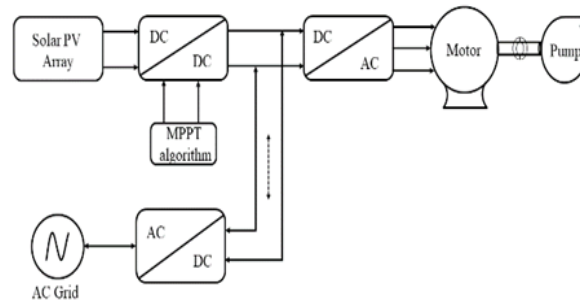 Solar PV
Array
DC
DC
DC
AC
Motor
Pump
MPPT
algorithm
AC
DC
AC Grid